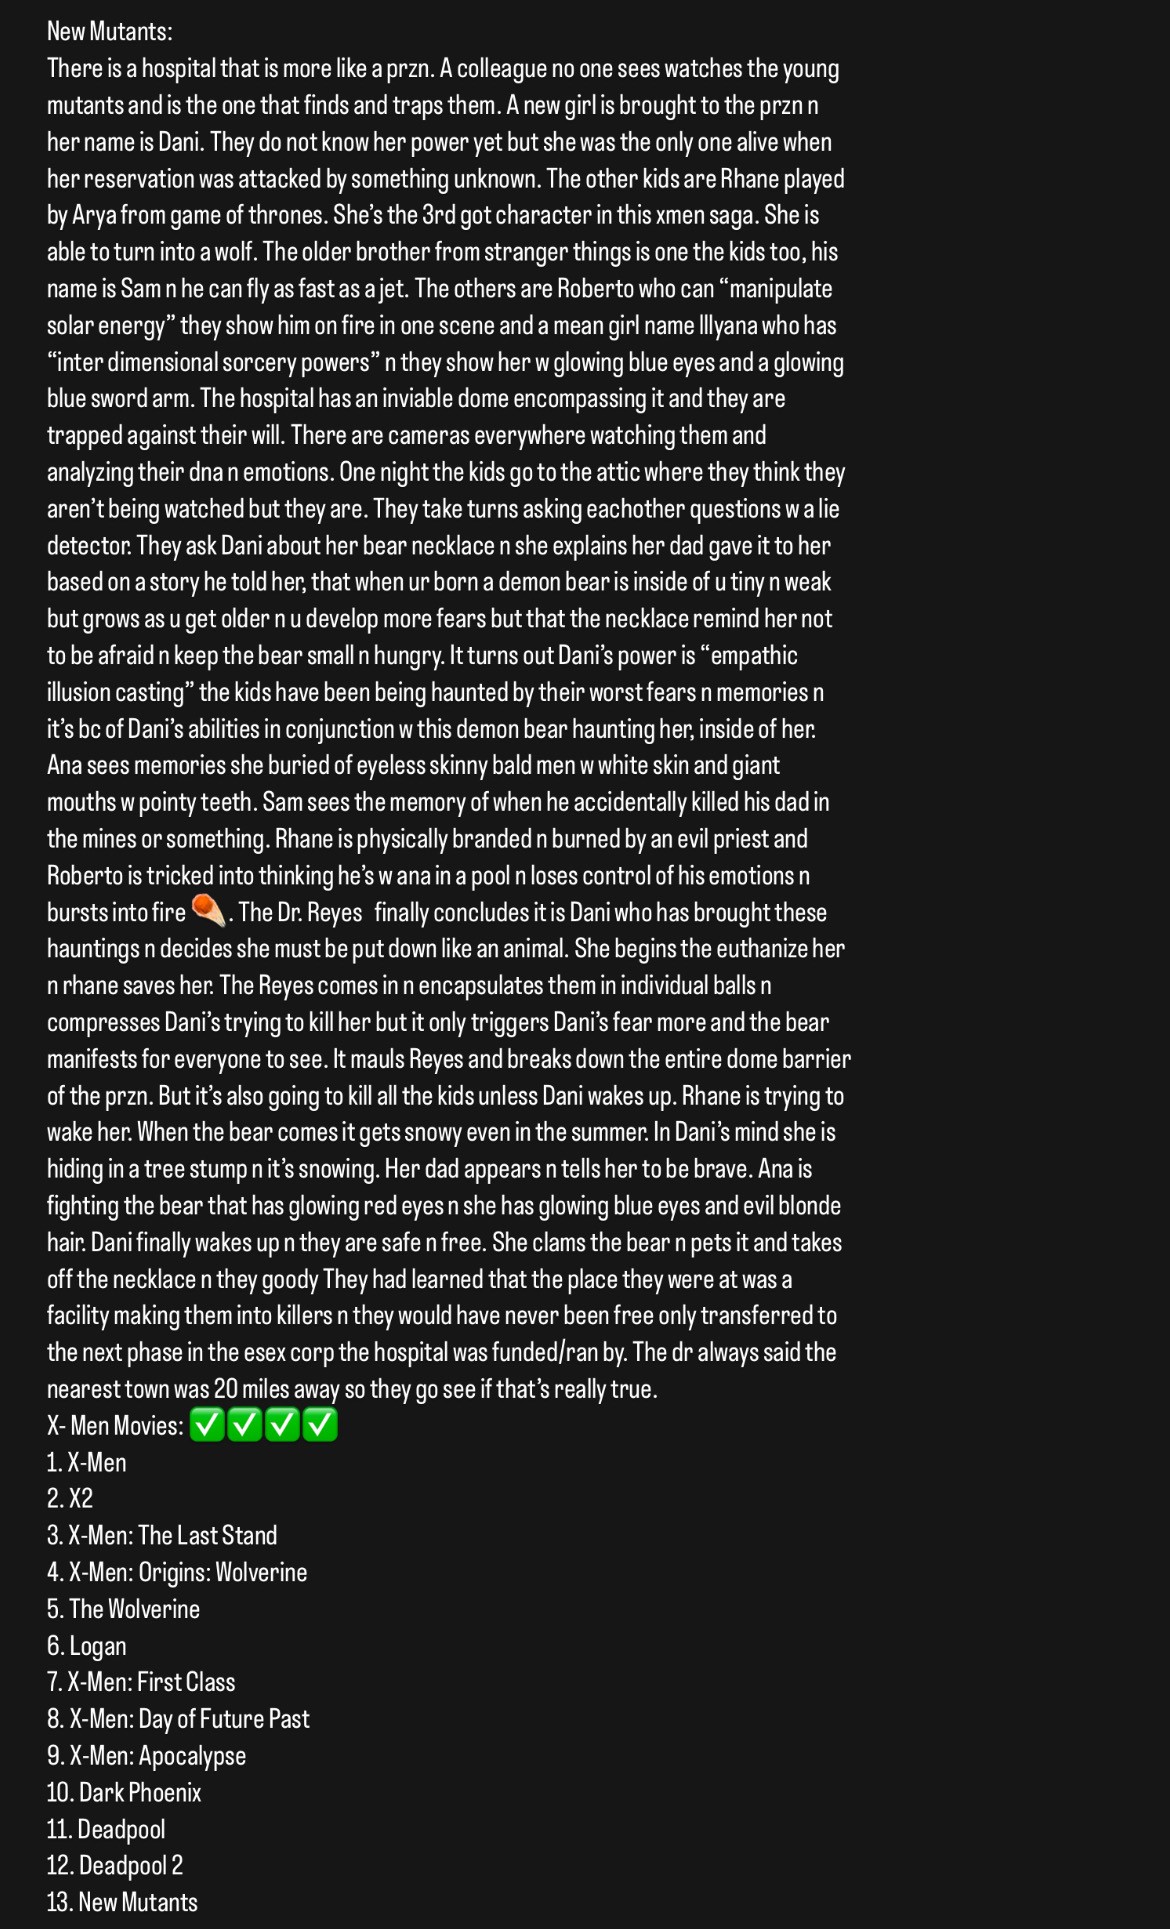 New Mutants:
There is a hospital that is more like a przn. A colleague no one sees watches the young
mutants and is the one that finds and traps them. A new girl is brought to the przn n
her name is Dani. They do not know her power yet but she was the only one alive when
her reservation was attacked by something unknown. The other kids are Rhane played
by Arya from game of thrones. She’s the 3rd got character in this xmen saga. She is
able to turn into a wolf. The older brother from stranger things is one the kids too, his
name is Sam n he can fly as fast as a jet. The others are Roberto who can “manipulate
solar energy” they show him on fire in one scene and a mean girl name Illyana who has
“inter dimensional sorcery powers” n they show her w glowing blue eyes and a glowing
blue sword arm. The hospital has an inviable dome encompassing it and they are
trapped against their will. There are cameras everywhere watching them and
analyzing their dna n emotions. One night the kids go to the attic where they think they
aren’t being watched but they are. They take turns asking eachother questions w a lie
detector. They ask Dani about her bear necklace n she explains her dad gave it to her
based on a story he told her, that when ur born a demon bear is inside of u tiny n weak
but grows as u get older n u develop more fears but that the necklace remind her not
to be afraid n keep the bear small n hungry. It turns out Dani’s power is “empathic
illusion casting” the kids have been being haunted by their worst fears n memories n
it’s bc of Dani’s abilities in conjunction w this demon bear haunting her, inside of her.
Ana sees memories she buried of eyeless skinny bald men w white skin and giant
mouths w pointy teeth. Sam sees the memory of when he accidentally killed his dad in
the mines or something. Rhane is physically branded n burned by an evil priest and
Roberto is tricked into thinking he’s w ana in a pool n loses control of his emotions n
bursts into fire ☄️. The Dr. Reyes  finally concludes it is Dani who has brought these
hauntings n decides she must be put down like an animal. She begins the euthanize her
n rhane saves her. The Reyes comes in n encapsulates them in individual balls n
compresses Dani’s trying to kill her but it only triggers Dani’s fear more and the bear
manifests for everyone to see. It mauls Reyes and breaks down the entire dome barrier
of the przn. But it’s also going to kill all the kids unless Dani wakes up. Rhane is trying to
wake her. When the bear comes it gets snowy even in the summer. In Dani’s mind she is
hiding in a tree stump n it’s snowing. Her dad appears n tells her to be brave. Ana is
fighting the bear that has glowing red eyes n she has glowing blue eyes and evil blonde
hair. Dani finally wakes up n they are safe n free. She clams the bear n pets it and takes
off the necklace n they goody They had learned that the place they were at was a
facility making them into killers n they would have never been free only transferred to
the next phase in the esex corp the hospital was funded/ran by. The dr always said the
nearest town was 20 miles away so they go see if that’s really true.
X- Men Movies: ✅✅✅✅
1. X-Men
2. X2
3. X-Men: The Last Stand
4. X-Men: Origins: Wolverine
5. The Wolverine
6. Logan
7. X-Men: First Class
8. X-Men: Day of Future Past
9. X-Men: Apocalypse
10. Dark Phoenix
11. Deadpool
12. Deadpool 2
13. New Mutants